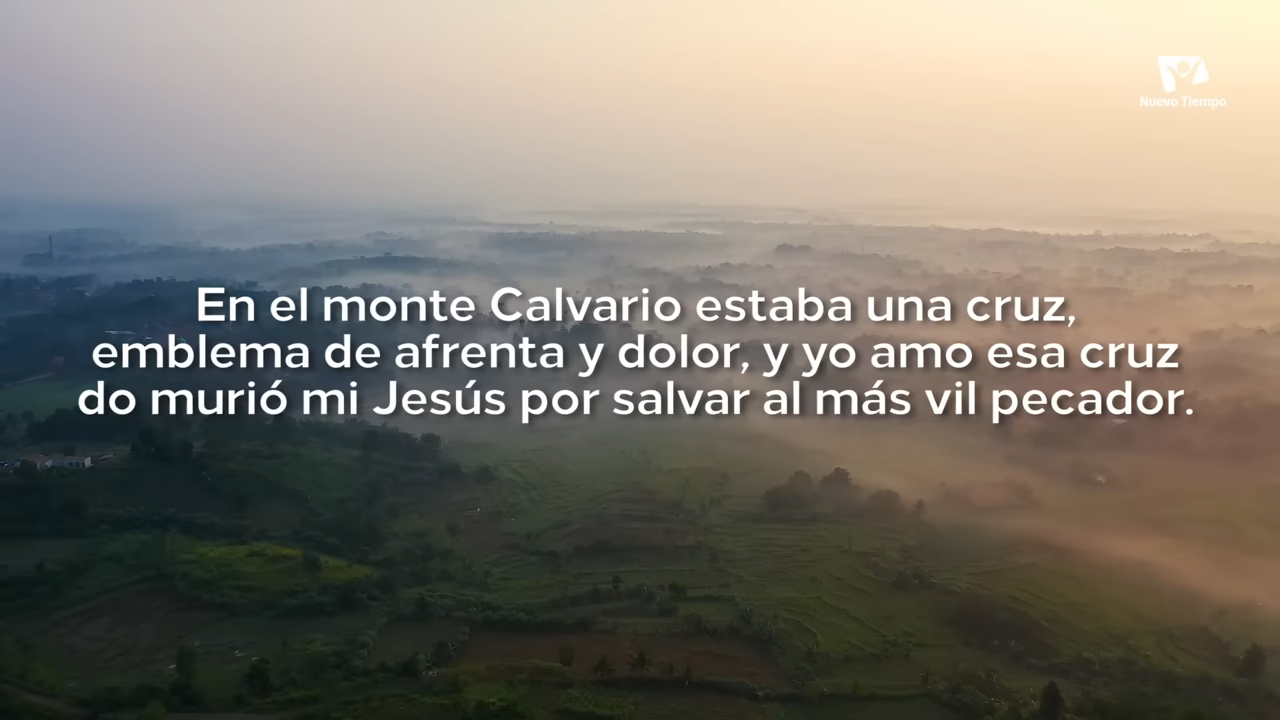 Nuevo Tiempo
En el monte Calvario estaba una cruz,
emblema de afrenta y dolor, y yo amo esa cruz
do murió mi Jesús por salvar al más vil pecador.